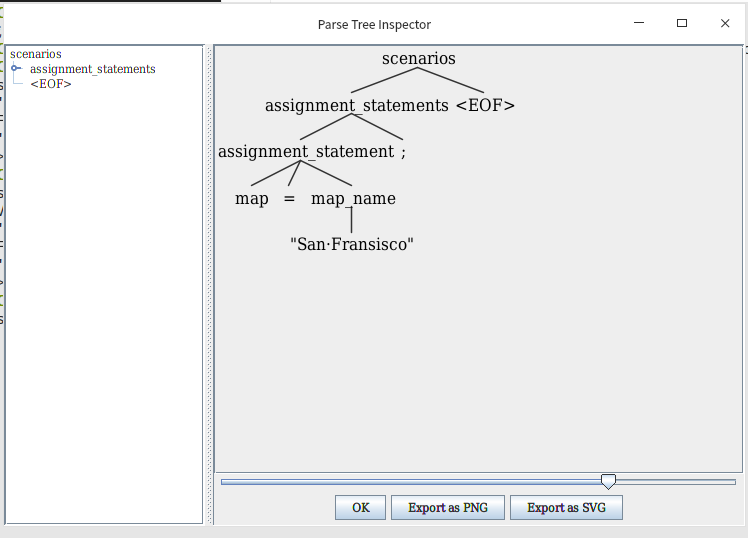 Parse Tree Inspector
scenarios
assignment_statements
<EOF>
scenarios
assignment_statements <EOF>
assignment_statement ;
map = map_name
"San·Fransisco"
OK
Export as PNG
Export as SVG